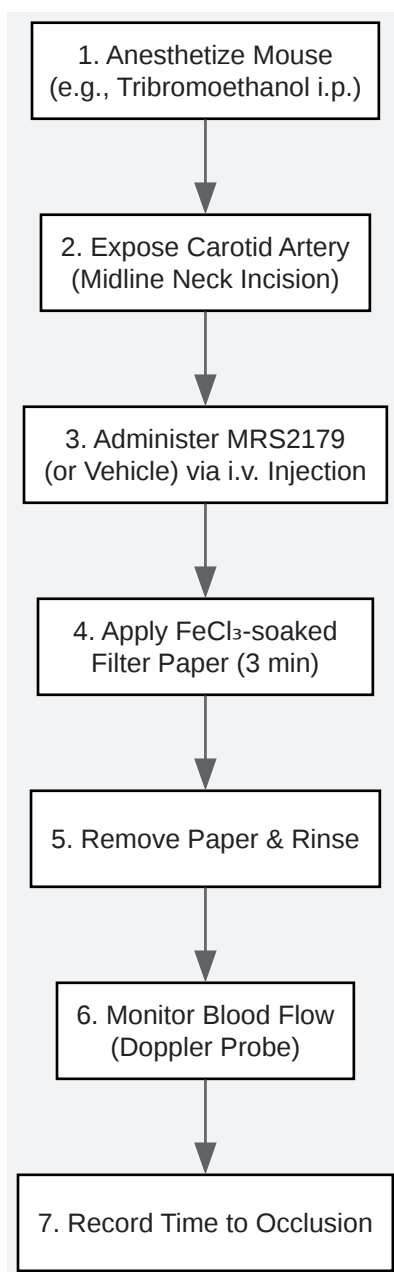 1. Anesthetize Mouse
(e.g., Tribromoethanol i.p.)
2. Expose Carotid Artery
(Midline Neck Incision)
3. Administer MRS2179
(or Vehicle) via i.v. Injection
4. Apply FeCl₃-soaked
Filter Paper (3 min)
5. Remove Paper & Rinse
6. Monitor Blood Flow
(Doppler Probe)
7. Record Time to Occlusion